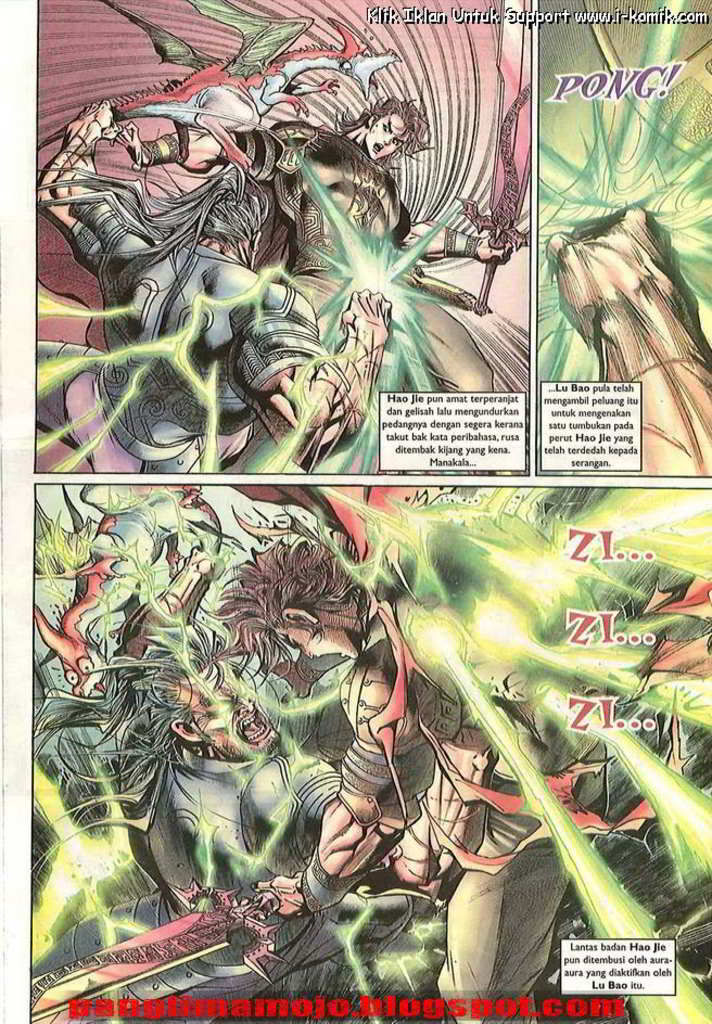 Klik Iklan Untuk Support www.i-komik.com
PONG!
Hao Jie pun amat terperanjat
dan gelisah lalu mengundurkan
pedangnya dengan segera kerana
takut bak kata peribahasa, rusa
ditembak kijang yang kena.
Manakala...
...Lu Bao pula telah
mengambil peluang itu
untuk mengenakan
satu tumbukan pada
perut Hao Jie yang
telah terdedah kepada
serangan.
ZI...
ZI...
ZI...
Lantas badan Hao Jie
pun ditembusi oleh aura-
aura yang diaktifkan oleh
Lu Bao itu.
panglimamojo.blogspot.com